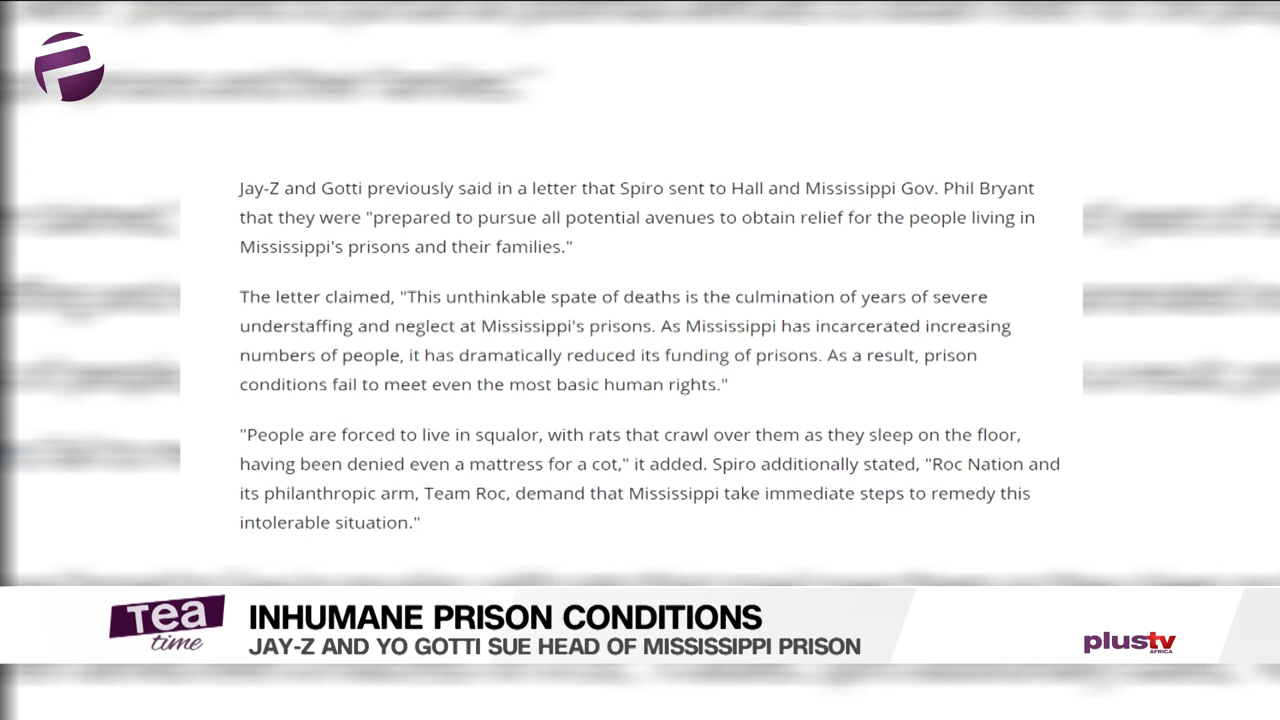 Jay-Z and Gotti previously said in a letter that Spiro sent to Hall and Mississippi Gov. Phil Bryant
that they were "prepared to pursue all potential avenues to obtain relief for the people living in
Mississippi's prisons and their families."
The letter claimed, "This unthinkable spate of deaths is the culmination of years of severe
understaffing and neglect at Mississippi's prisons. As Mississippi has incarcerated increasing
numbers of people, it has dramatically reduced its funding of prisons. As a result, prison
conditions fail to meet even the most basic human rights."
"People are forced to live in squalor, with rats that crawl over them as they sleep on the floor,
having been denied even a mattress for a cot," it added. Spiro additionally stated, "Roc Nation and
its philanthropic arm, Team Roc, demand that Mississippi take immediate steps to remedy this
intolerable situation."
Tea
time
INHUMANE PRISON CONDITIONS
JAY-Z AND YO GOTTI SUE HEAD OF MISSISSIPPI PRISON
plustv
AFRICA